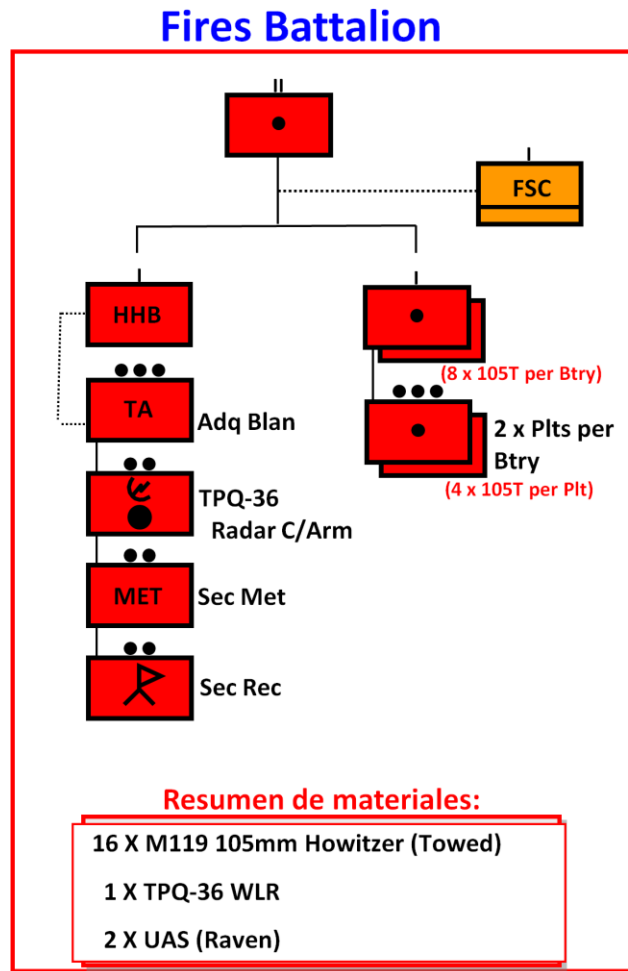 Fires Battalion
FSC
HHB
(8 x 105T per Btry)
TA
Adq Blan
2 x Plts per
Btry
(4 x 105T per Plt)
TPQ-36
Radar C/Arm
MET
Sec Met
Sec Rec
Resumen de materiales:
16 X M119 105mm Howitzer (Towed)
1 X TPQ-36 WLR
2 X UAS (Raven)